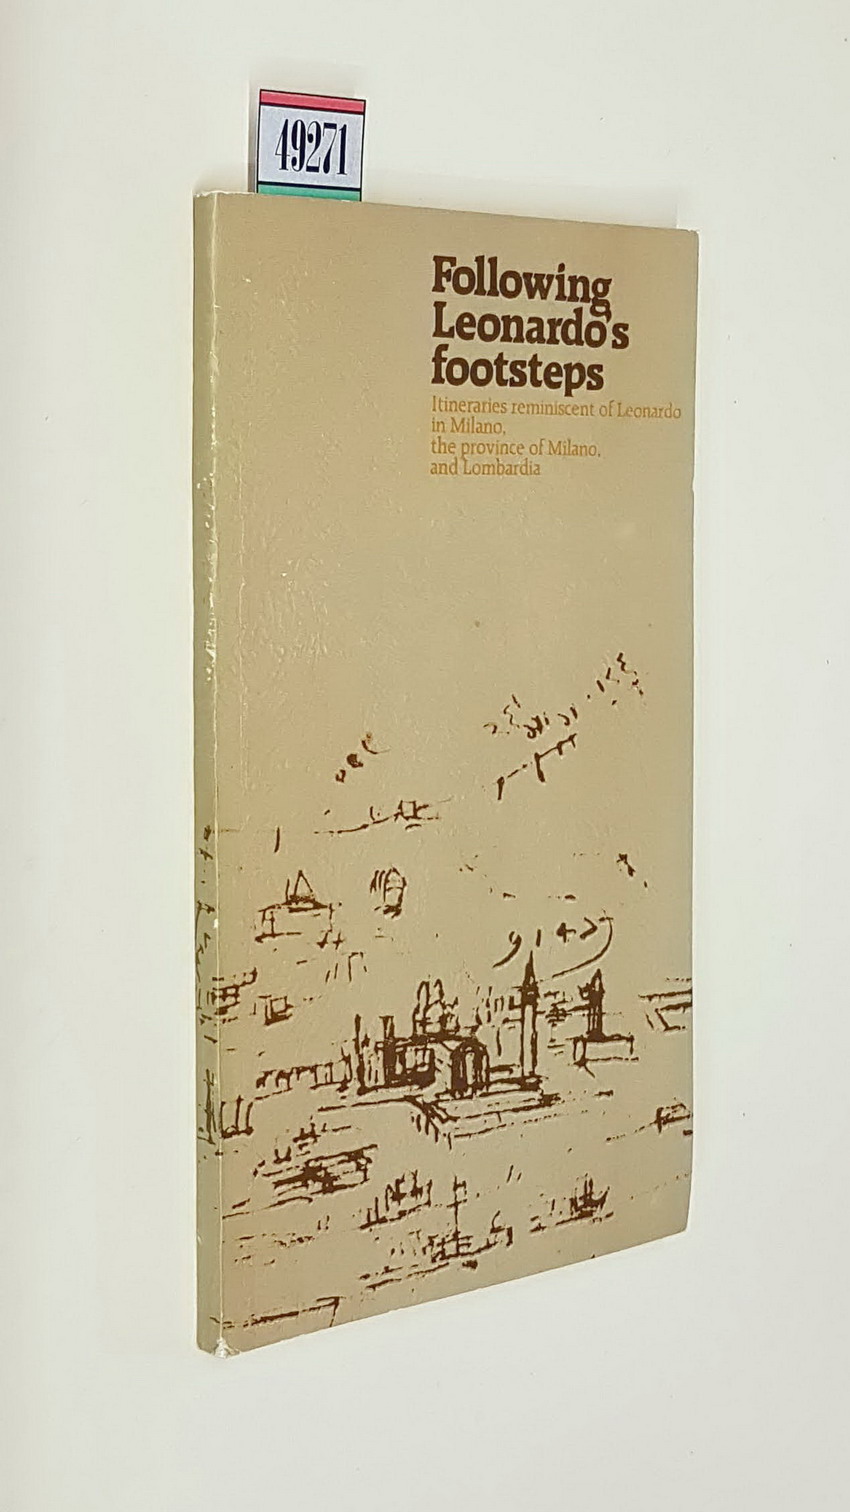 49271
Following
Leonardo's
footsteps
Itineraries reminiscent of Leonardo
in Milano,
the province of Milano,
and Lombardia